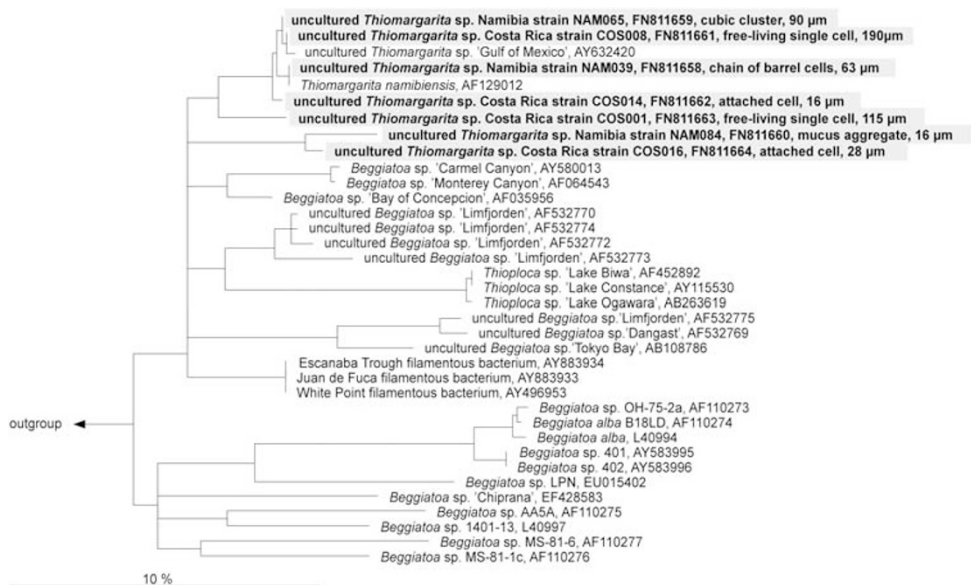 uncultured Thiomargarita sp. Namibia strain NAM065, FN811659, cubic cluster, 90 µm
uncultured Thiomargarita sp. Costa Rica strain COS008, FN811661, free-living single cell, 190µm
uncultured Thiomargarita sp. 'Gulf of Mexico', AY632420
uncultured Thiomargarita sp. Namibia strain NAM039, FN811658, chain of barrel cells, 63 µm
Thiomargarita namibiensis, AF129012
uncultured Thiomargarita sp. Costa Rica strain COS014, FN811662, attached cell, 16 µm
uncultured Thiomargarita sp. Costa Rica strain COS001, FN811663, free-living single cell, 115 µm
uncultured Thiomargarita sp. Namibia strain NAM084, FN811660, mucus aggregate, 16 µm
uncultured Thiomargarita sp. Costa Rica strain COS016, FN811664, attached cell, 28 µm
Beggiatoa sp. 'Carmel Canyon', AY580013
Beggiatoa sp. 'Monterey Canyon', AF064543
Beggiatoa sp. 'Bay of Concepcion', AF035956
uncultured Beggiatoa sp. 'Limfjorden', AF532770
uncultured Beggiatoa sp. 'Limfjorden', AF532774
uncultured Beggiatoa sp. 'Limfjorden', AF532772
uncultured Beggiatoa sp. 'Limfjorden', AF532773
Thioploca sp. 'Lake Biwa', AF452892
Thioploca sp. 'Lake Constance', AY115530
Thioploca sp. 'Lake Ogawara', AB263619
uncultured Beggiatoa sp.'Limfjorden', AF532775
uncultured Beggiatoa sp.'Dangast', AF532769
uncultured Beggiatoa sp.'Tokyo Bay', AB108786
Escanaba Trough filamentous bacterium, AY883934
Juan de Fuca filamentous bacterium, AY883933
White Point filamentous bacterium, AY496953
Beggiatoa sp. OH-75-2a, AF110273
outgroup
Beggiatoa alba B18LD, AF110274
Beggiatoa alba, L40994
Beggiatoa sp. 401, AY583995
Beggiatoa sp. 402, AY583996
Beggiatoa sp. LPN, EU015402
Beggiatoa sp. 'Chiprana', EF428583
Beggiatoa sp. AA5A, AF110275
Beggiatoa sp. 1401-13, L40997
Beggiatoa sp. MS-81-6, AF110277
Beggiatoa sp. MS-81-1c, AF110276
10 %